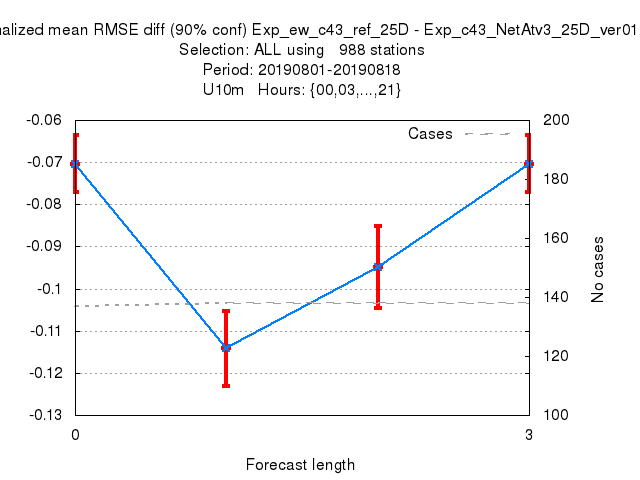 nalized mean RMSE diff (90% conf) Exp_ew_c43_ref_25D - Exp_c43_NetAtv3_25D_ver01
Selection: ALL using 988 stations
Period: 20190801-20190818
U10m Hours: {00,03,...,21}
Cases
-0.06
-0.07
-0.08
-0.09
-0.1
-0.11
-0.12
-0.13
200
180
160
140
120
100
No cases
0
3
Forecast length